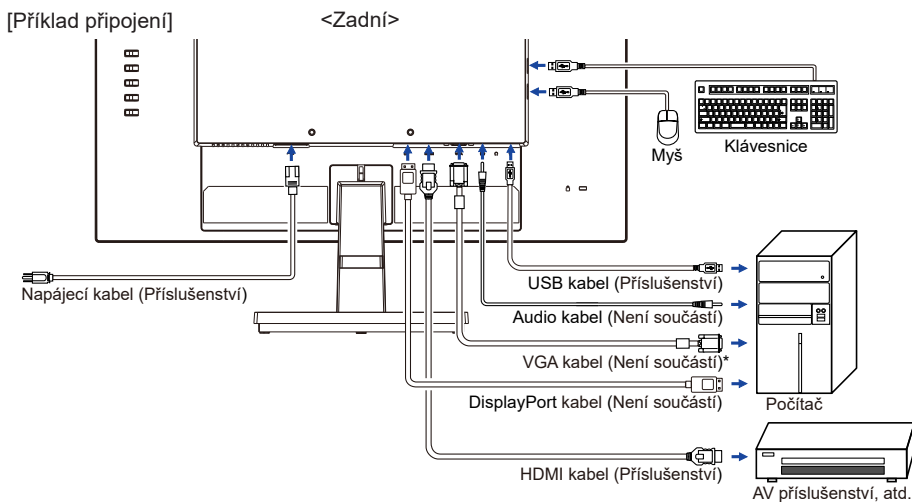 [Příklad připojení]
<Zadní>
Myš
Klávesnice
Napájecí kabel (Příslušenství)
USB kabel (Příslušenství)
Audio kabel (Není součástí)
VGA kabel (Není součástí)*
DisplayPort kabel (Není součástí)
Počítač
HDMI kabel (Příslušenství)
AV příslušenství, atd.